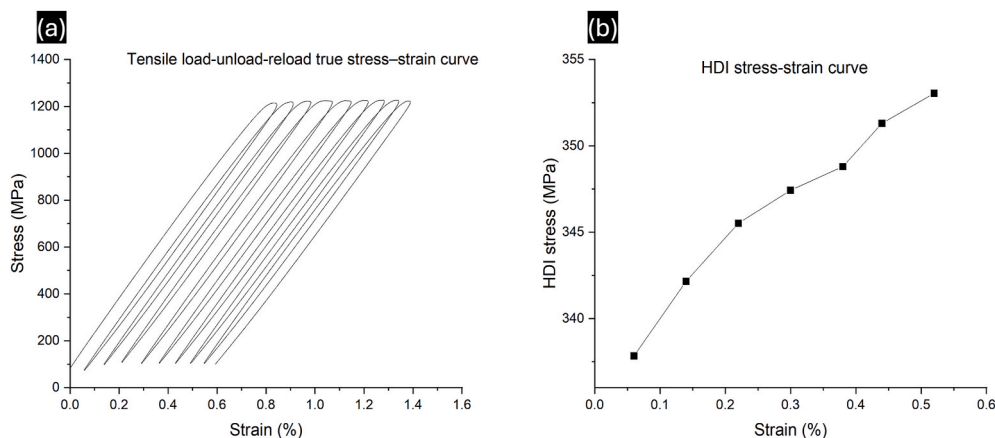 (a)
Tensile load-unload-reload true stress–strain curve
Stress (MPa)
1400
1200
1000
800
600
400
200
0
0.0 0.2 0.4 0.6 0.8 1.0 1.2 1.4 1.6
Strain (%)
(b)
HDI stress-strain curve
HDI stress (MPa)
355
350
345
340
0.0 0.1 0.2 0.3 0.4 0.5 0.6
Strain (%)